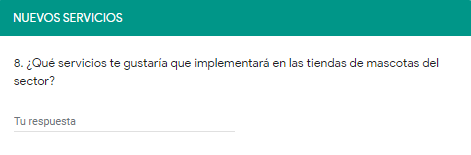 NUEVOS SERVICIOS
8. ¿Qué servicios te gustaría que implementará en las tiendas de mascotas del
sector?
Tu respuesta